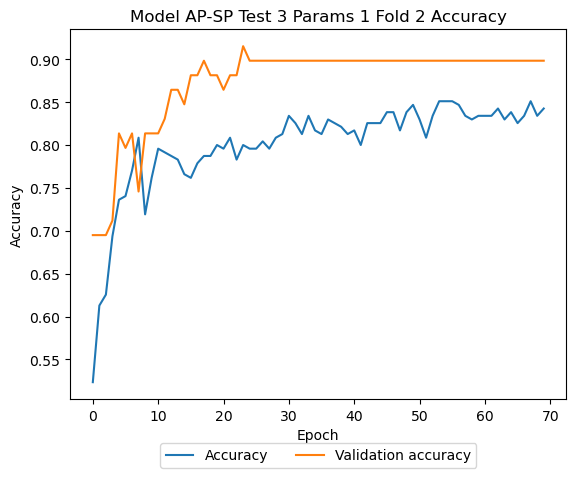 Model AP-SP Test 3 Params 1 Fold 2 Accuracy
Accuracy
0.90
0.85
0.80
0.75
0.70
0.65
0.60
0.55
0 10 20 30 40 50 60 70
Epoch
Accuracy Validation accuracy